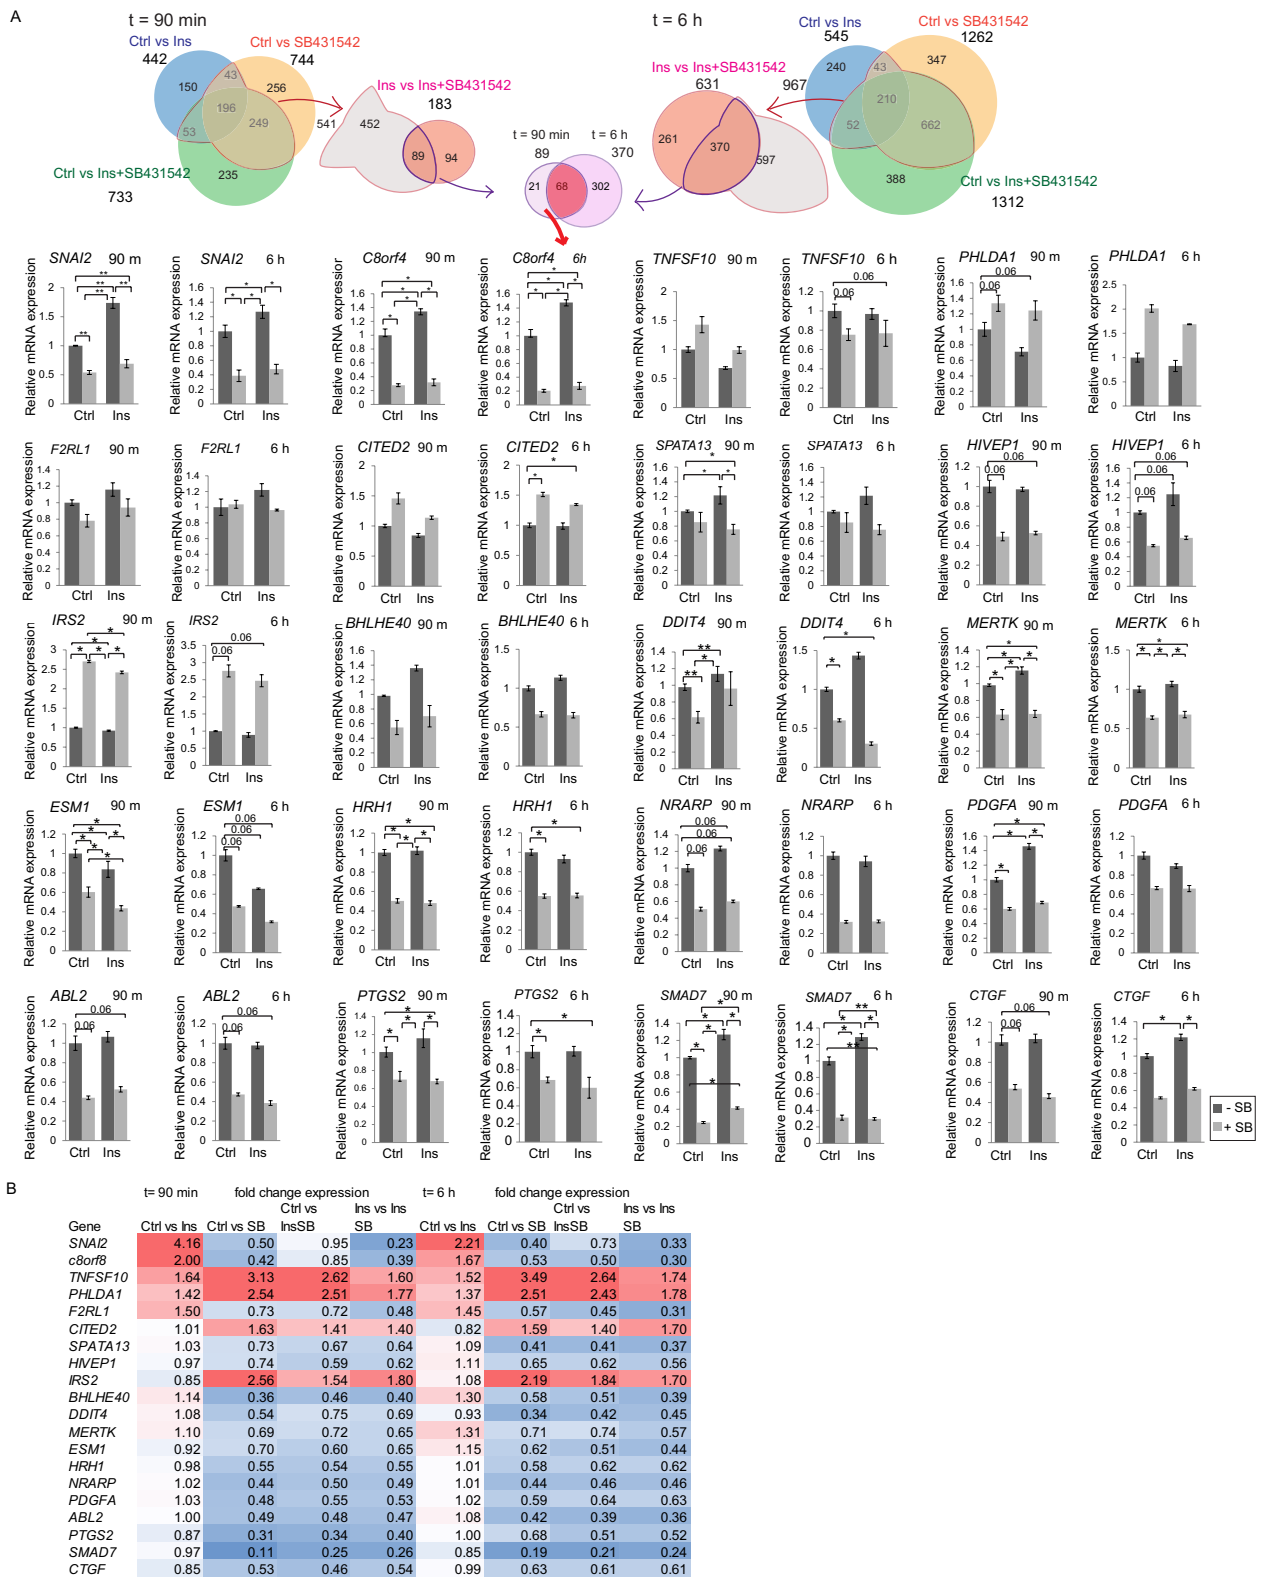 A
t = 90 min
t = 6 h
Ctrl vs Ins
442
Ctrl vs SB431542
744
Ctrl vs Ins+SB431542
733
150
43
256
196
53
249
235
541
452
89
94
Ins vs Ins+SB431542
183
t = 90 min
t = 6 h
89
370
21
68
302
Ins vs Ins+SB431542
631
967
261
370
597
Ctrl vs Ins
545
Ctrl vs SB431542
1262
240
43
347
210
52
662
388
Ctrl vs Ins+SB431542
1312
SNAI2 90 m
SNAI2 6 h
C8orf4 90 m
C8orf4 6h
TNFSF10 90 m
TNFSF10 6 h
PHLDA1 90 m
PHLDA1 6 h
Relative mRNA expression
Ctrl Ins
F2RL1 90 m
F2RL1 6 h
CITED2 90 m
CITED2 6 h
SPATA13 90 m
SPATA13 6 h
HIVEP1 90 m
HIVEP1 6 h
Relative mRNA expression
Ctrl Ins
IRS2 90 m
IRS2 6 h
BHLHE40 90 m
BHLHE40 6 h
DDIT4 90 m
DDIT4 6 h
MERTK 90 m
MERTK 6 h
Relative mRNA expression
Ctrl Ins
ESM1 90 m
ESM1 6 h
HRH1 90 m
HRH1 6 h
NRARP 90 m
NRARP 6 h
PDGFA 90 m
PDGFA 6 h
Relative mRNA expression
Ctrl Ins
ABL2 90 m
ABL2 6 h
PTGS2 90 m
PTGS2 6 h
SMAD7 90 m
SMAD7 6 h
CTGF 90 m
CTGF 6 h
Relative mRNA expression
Ctrl Ins
- SB
+ SB
B
t= 90 min fold change expression t= 6 h fold change expression
Gene Ctrl vs Ins Ctrl vs SB Ctrl vs InsSB Ins vs Ins SB Ctrl vs Ins Ctrl vs SB Ctrl vs InsSB Ins vs Ins SB
SNAI2 4.16 0.50 0.95 0.23 2.21 0.40 0.73 0.33
c8orf8 2.00 0.42 0.85 0.39 1.67 0.53 0.50 0.30
TNFSF10 1.64 3.13 2.62 1.60 1.52 3.49 2.64 1.74
PHLDA1 1.42 2.54 2.51 1.77 1.37 2.51 2.43 1.78
F2RL1 1.50 0.73 0.72 0.48 1.45 0.57 0.45 0.31
CITED2 1.01 1.63 1.41 1.40 0.82 1.59 1.40 1.70
SPATA13 1.03 0.73 0.67 0.64 1.09 0.41 0.41 0.37
HIVEP1 0.97 0.74 0.59 0.62 1.11 0.65 0.62 0.56
IRS2 0.85 2.56 1.54 1.80 1.08 2.19 1.84 1.70
BHLHE40 1.14 0.36 0.46 0.40 1.30 0.58 0.51 0.39
DDIT4 1.08 0.54 0.75 0.69 0.93 0.34 0.42 0.45
MERTK 1.10 0.69 0.72 0.65 1.31 0.71 0.74 0.57
ESM1 0.92 0.70 0.60 0.65 1.15 0.62 0.51 0.44
HRH1 0.98 0.55 0.54 0.55 1.01 0.58 0.62 0.62
NRARP 1.02 0.44 0.50 0.49 1.01 0.44 0.46 0.46
PDGFA 1.03 0.48 0.55 0.53 1.02 0.59 0.64 0.63
ABL2 1.00 0.49 0.48 0.47 1.08 0.42 0.39 0.36
PTGS2 0.87 0.31 0.34 0.40 1.00 0.68 0.51 0.52
SMAD7 0.97 0.11 0.25 0.26 0.85 0.19 0.21 0.24
CTGF 0.85 0.53 0.46 0.54 0.99 0.63 0.61 0.61